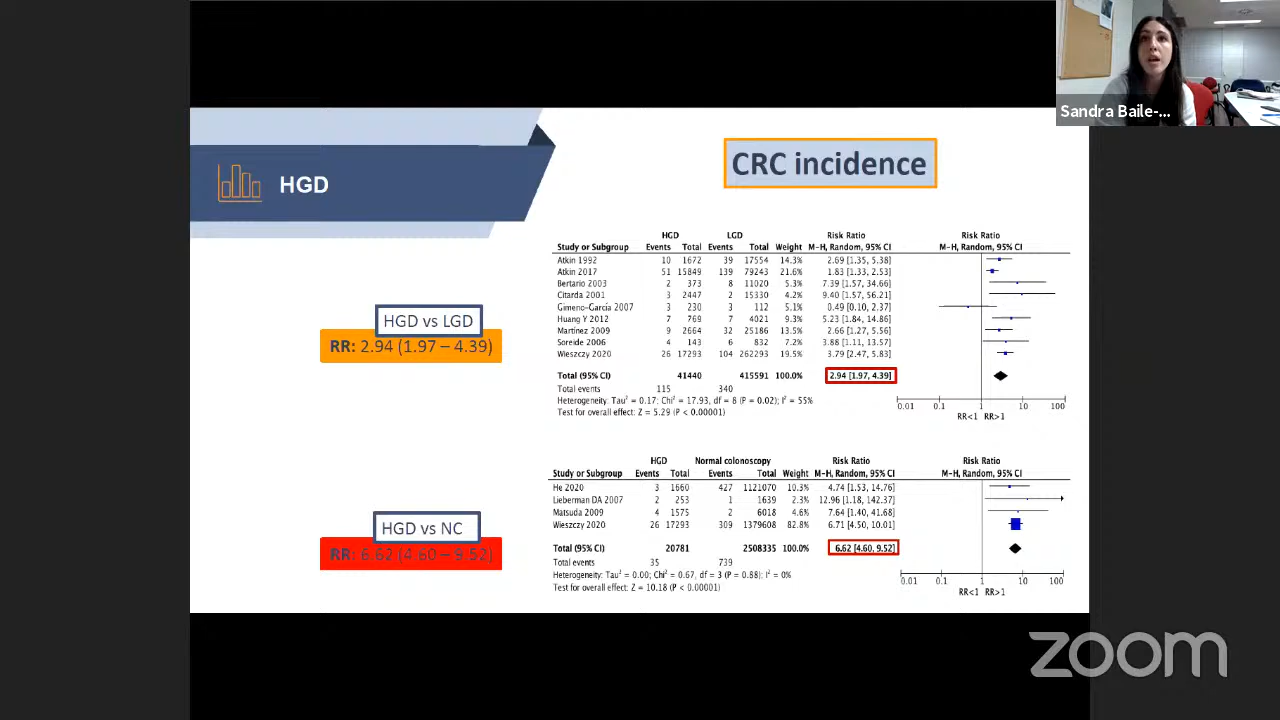 Sandra Baile-...
HGD
CRC incidence
HGD vs LGD
RR: 2.94 (1.97 – 4.39)
HGD LGD Risk Ratio Risk Ratio
Study or Subgroup Events Total Events Total Weight M-H, Random, 95% CI M-H, Random, 95% CI
Atkin 1992 10 1672 39 17554 14.3% 2.69 [1.35, 5.38]
Atkin 2017 51 15849 139 79243 21.6% 1.83 [1.33, 2.53]
Bertario 2003 2 373 8 11020 5.3% 7.39 [1.57, 34.66]
Citarda 2001 3 2447 2 15330 4.2% 9.40 [1.57, 56.21]
Gimeno-García 2007 3 230 3 112 5.1% 0.49 [0.10, 2.37]
Huang Y 2012 7 769 7 4021 9.3% 5.23 [1.84, 14.86]
Martínez 2009 9 2664 32 25186 13.5% 2.66 [1.27, 5.56]
Soreide 2006 4 143 6 832 7.2% 3.88 [1.11, 13.57]
Wieszczy 2020 26 17293 104 262293 19.5% 3.79 [2.47, 5.83]
Total (95% CI) 41440 415591 100.0% 2.94 [1.97, 4.39]
Total events 115 340
Heterogeneity: Tau² = 0.17; Chi² = 17.93, df = 8 (P = 0.02); I² = 55%
Test for overall effect: Z = 5.29 (P < 0.00001)
0.01 0.1 1 10 100
RR<1 RR>1
HGD vs NC
RR: 6.62 (4.60 – 9.52)
HGD Normal colonoscopy Risk Ratio Risk Ratio
Study or Subgroup Events Total Events Total Weight M-H, Random, 95% CI M-H, Random, 95% CI
He 2020 3 1660 427 1121070 10.3% 4.74 [1.53, 14.76]
Lieberman DA 2007 2 253 1 1639 2.3% 12.96 [1.18, 142.37]
Matsuda 2009 4 1575 2 6018 4.6% 7.64 [1.40, 41.68]
Wieszczy 2020 26 17293 309 1379608 82.8% 6.71 [4.50, 10.01]
Total (95% CI) 20781 2508335 100.0% 6.62 [4.60, 9.52]
Total events 35 739
Heterogeneity: Tau² = 0.00; Chi² = 0.67, df = 3 (P = 0.88); I² = 0%
Test for overall effect: Z = 10.18 (P < 0.00001)
0.01 0.1 1 10 100
RR<1 RR>1
zoom